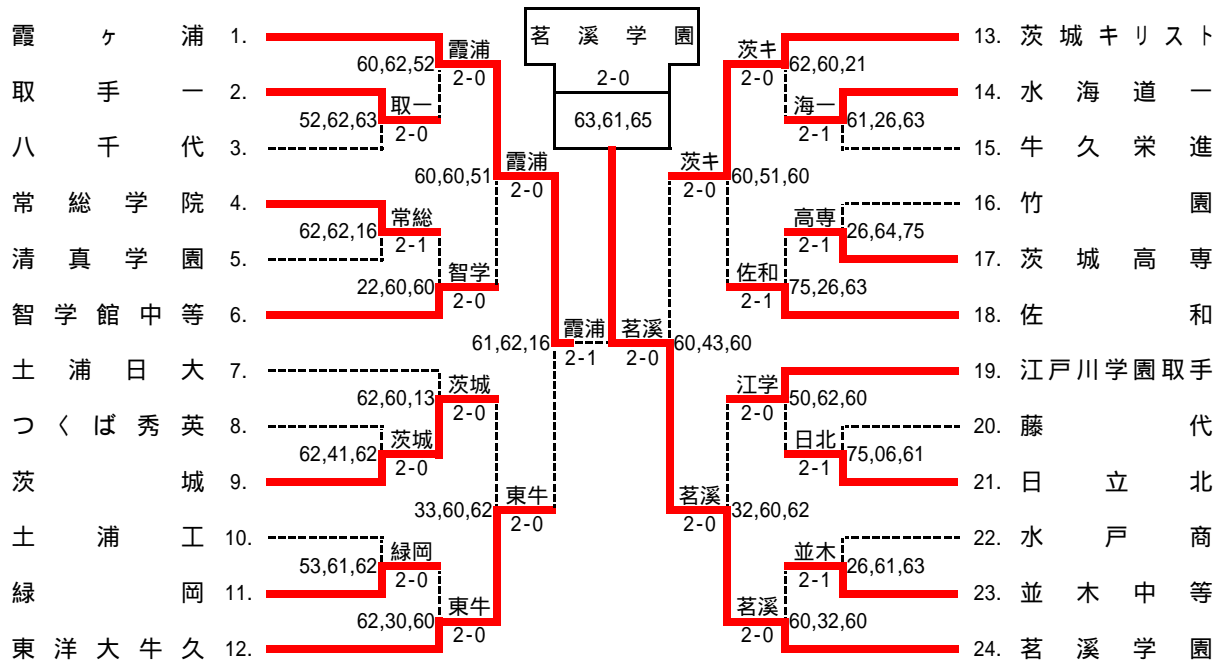 茗溪学園
2-0
63,61,65
霞ヶ浦 1.
取手一 2.
八千代 3.
常総学院 4.
清真学園 5.
智学館中等 6.
土浦日大 7.
つくば秀英 8.
茨城 9.
土浦工 10.
緑岡 11.
東洋大牛久 12.
霞浦
60,62,52
2-0
取一
52,62,63
2-0
霞浦
60,60,51
2-0
常総
62,62,16
2-1
智学
22,60,60
2-0
霞浦
61,62,16
2-1
茨城
62,60,13
2-0
茨城
62,41,62
2-0
東牛
33,60,62
2-0
緑岡
53,61,62
2-0
東牛
62,30,60
2-0
茨キ
2-0
62,60,21
海一
2-1
61,26,63
茨キ
2-0
60,51,60
高専
2-1
26,64,75
佐和
2-1
75,26,63
茗溪
2-0
60,43,60
江学
2-0
50,62,60
日北
2-1
75,06,61
茗溪
2-0
32,60,62
並木
2-1
26,61,63
茗溪
2-0
60,32,60
13. 茨城キリスト
14. 水海道一
15. 牛久栄進
16. 竹園
17. 茨城高専
18. 佐和
19. 江戸川学園取手
20. 藤代
21. 日立北
22. 水戸商
23. 並木中等
24. 茗溪学園